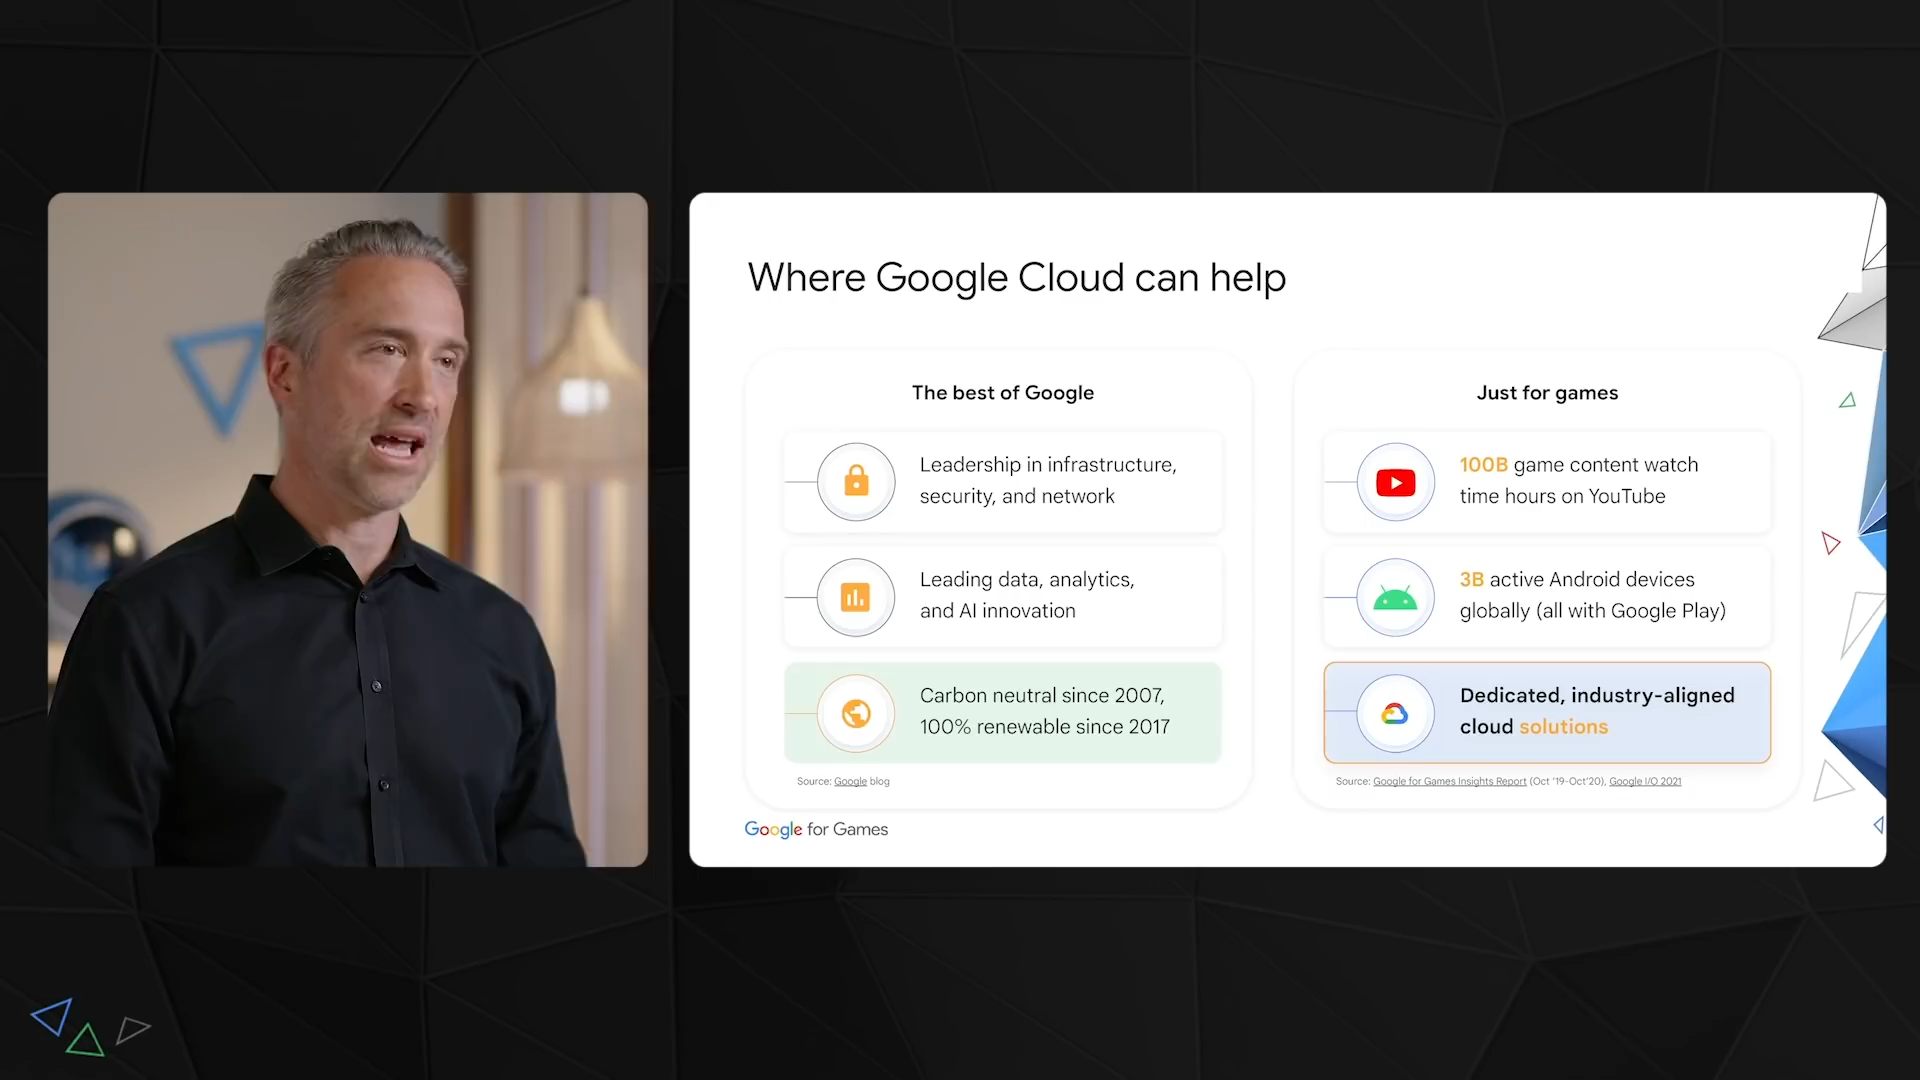 Where Google Cloud can help
The best of Google
Leadership in infrastructure,
security, and network
Leading data, analytics,
and AI innovation
Carbon neutral since 2007,
100% renewable since 2017
Source: Google blog
Just for games
100B game content watch
time hours on YouTube
3B active Android devices
globally (all with Google Play)
Dedicated, industry-aligned
cloud solutions
Source: Google for Games Insights Report (Oct '19-Oct'20), Google I/O 2021
Google for Games